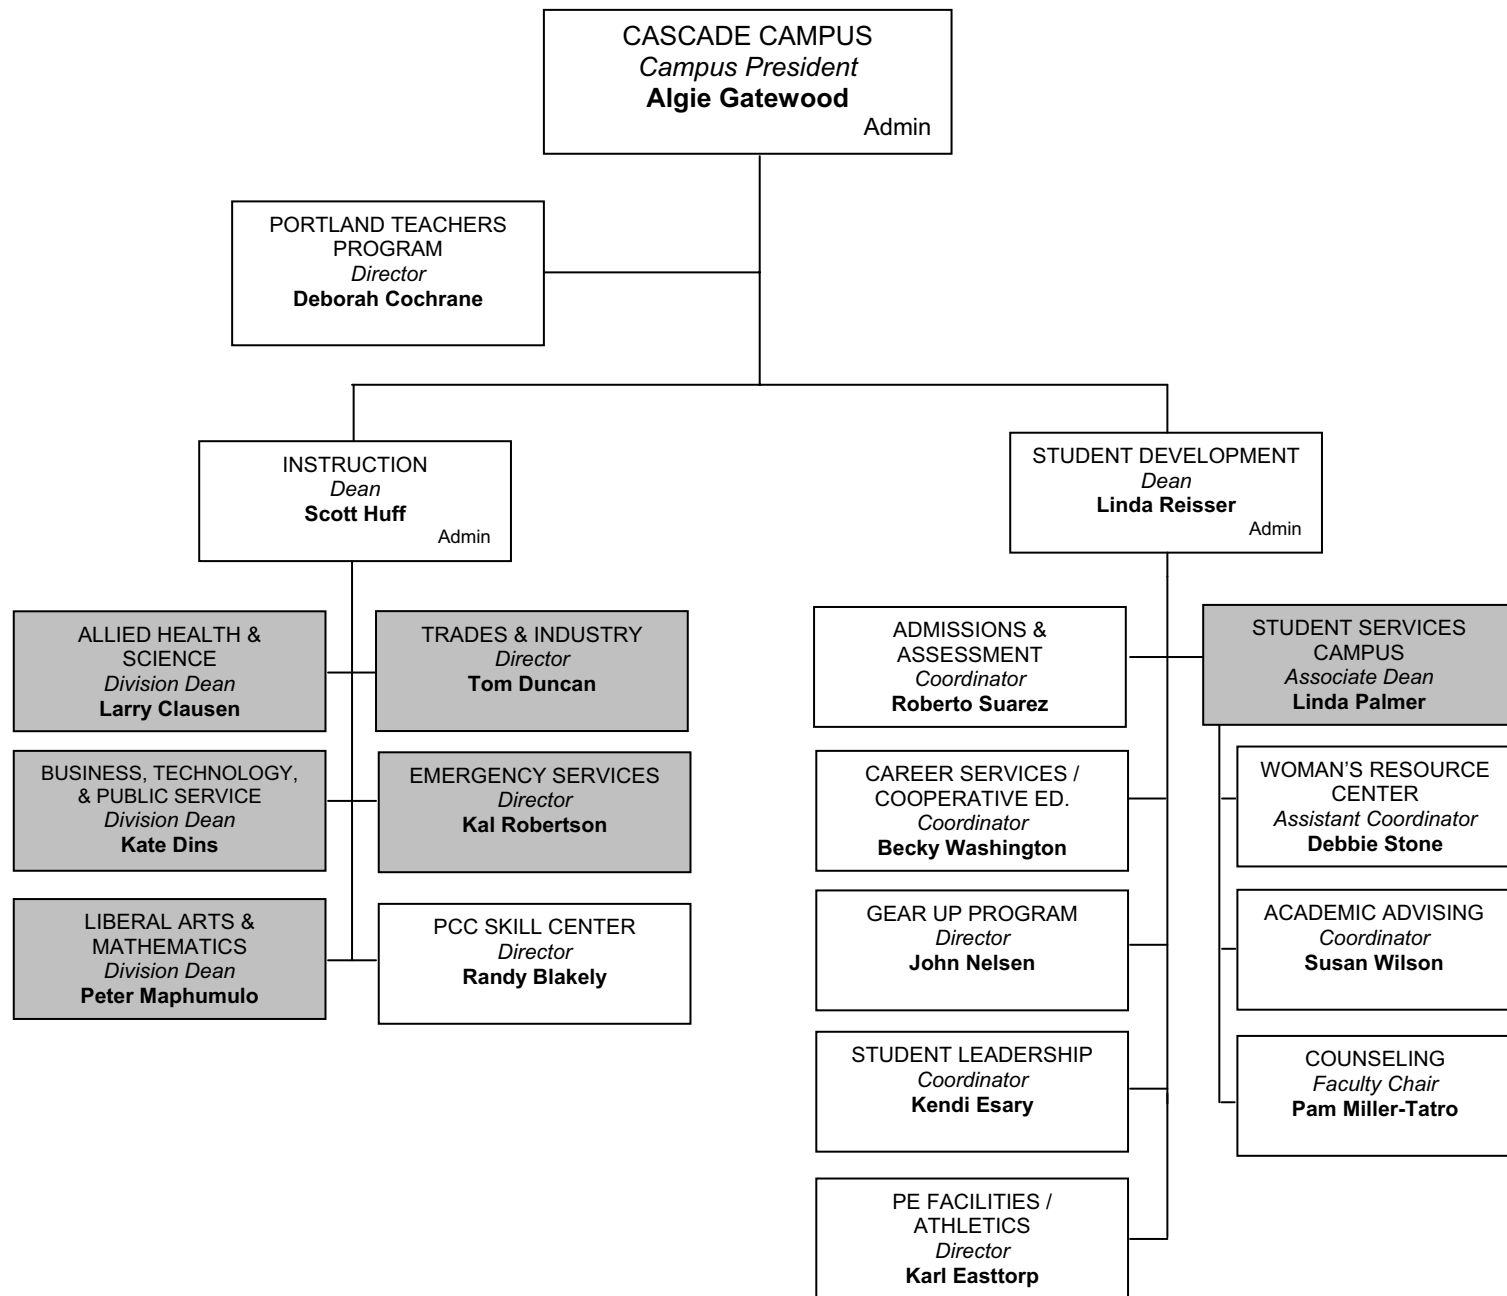 CASCADE CAMPUS
Campus President
Algie Gatewood
Admin
PORTLAND TEACHERS
PROGRAM
Director
Deborah Cochrane
INSTRUCTION
Dean
Scott Huff
Admin
STUDENT DEVELOPMENT
Dean
Linda Reisser
Admin
ALLIED HEALTH &
SCIENCE
Division Dean
Larry Clausen
TRADES & INDUSTRY
Director
Tom Duncan
BUSINESS, TECHNOLOGY,
& PUBLIC SERVICE
Division Dean
Kate Dins
EMERGENCY SERVICES
Director
Kal Robertson
LIBERAL ARTS &
MATHEMATICS
Division Dean
Peter Maphumulo
PCC SKILL CENTER
Director
Randy Blakely
ADMISSIONS &
ASSESSMENT
Coordinator
Roberto Suarez
STUDENT SERVICES
CAMPUS
Associate Dean
Linda Palmer
CAREER SERVICES /
COOPERATIVE ED.
Coordinator
Becky Washington
WOMAN'S RESOURCE
CENTER
Assistant Coordinator
Debbie Stone
GEAR UP PROGRAM
Director
John Nelsen
ACADEMIC ADVISING
Coordinator
Susan Wilson
STUDENT LEADERSHIP
Coordinator
Kendi Esary
COUNSELING
Faculty Chair
Pam Miller-Tatro
PE FACILITIES /
ATHLETICS
Director
Karl Easttorp